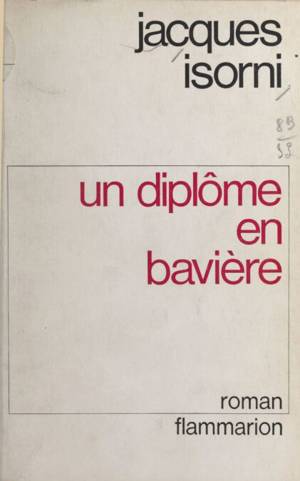 jacques
isorni
un diplôme
en
bavière
roman
flammarion